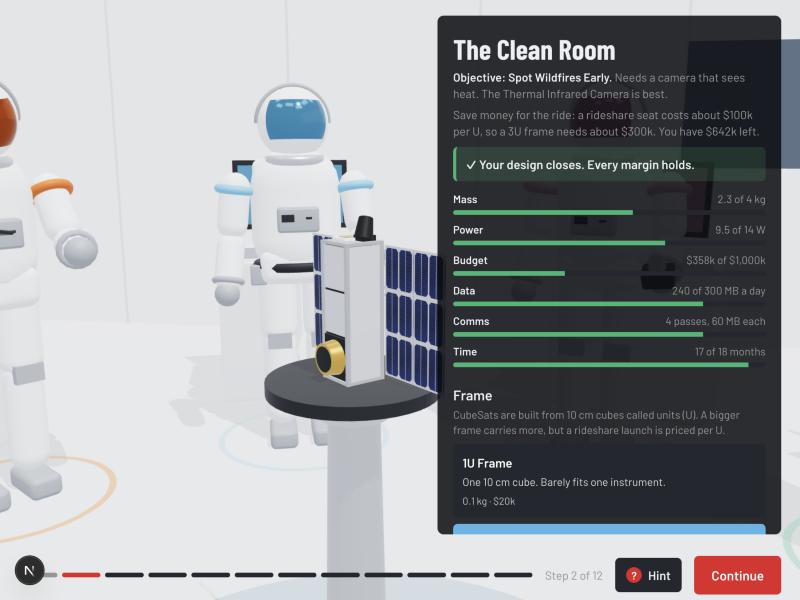 The Clean Room
Objective: Spot Wildfires Early. Needs a camera that sees
heat. The Thermal Infrared Camera is best.
Save money for the ride: a rideshare seat costs about $100k
per U, so a 3U frame needs about $300k. You have $642k left.
✓ Your design closes. Every margin holds.
Mass 2.3 of 4 kg
Power 9.5 of 14 W
Budget $358k of $1,000k
Data 240 of 300 MB a day
Comms 4 passes, 60 MB each
Time 17 of 18 months
Frame
CubeSats are built from 10 cm cubes called units (U). A bigger
frame carries more, but a rideshare launch is priced per U.
1U Frame
One 10 cm cube. Barely fits one instrument.
0.1 kg · $20k
N
Step 2 of 12
? Hint
Continue